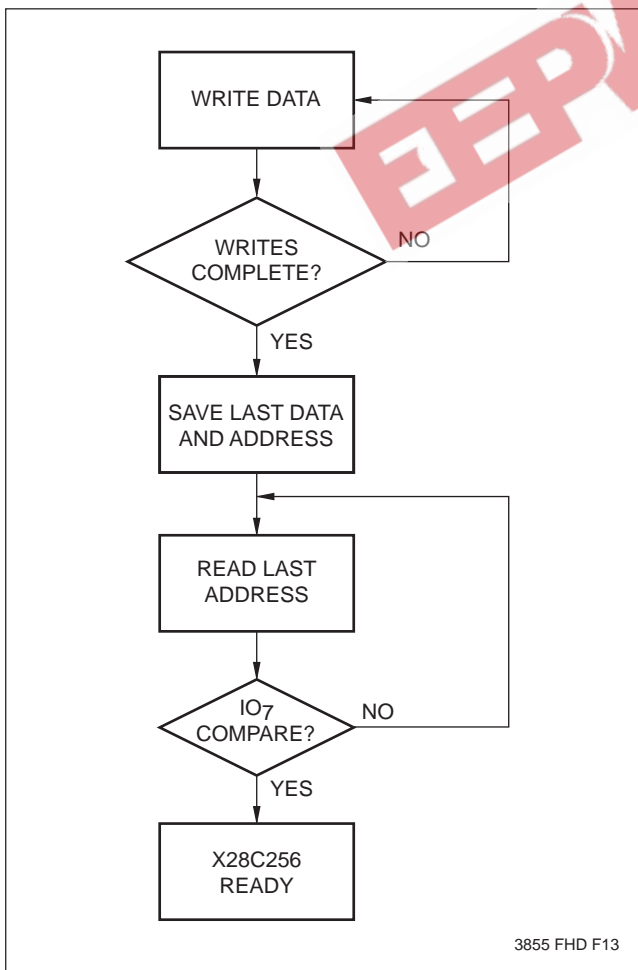 WRITE DATA
WRITES
COMPLETE?
NO
YES
SAVE LAST DATA
AND ADDRESS
READ LAST
ADDRESS
IO7
COMPARE?
NO
YES
X28C256
READY
3855 FHD F13